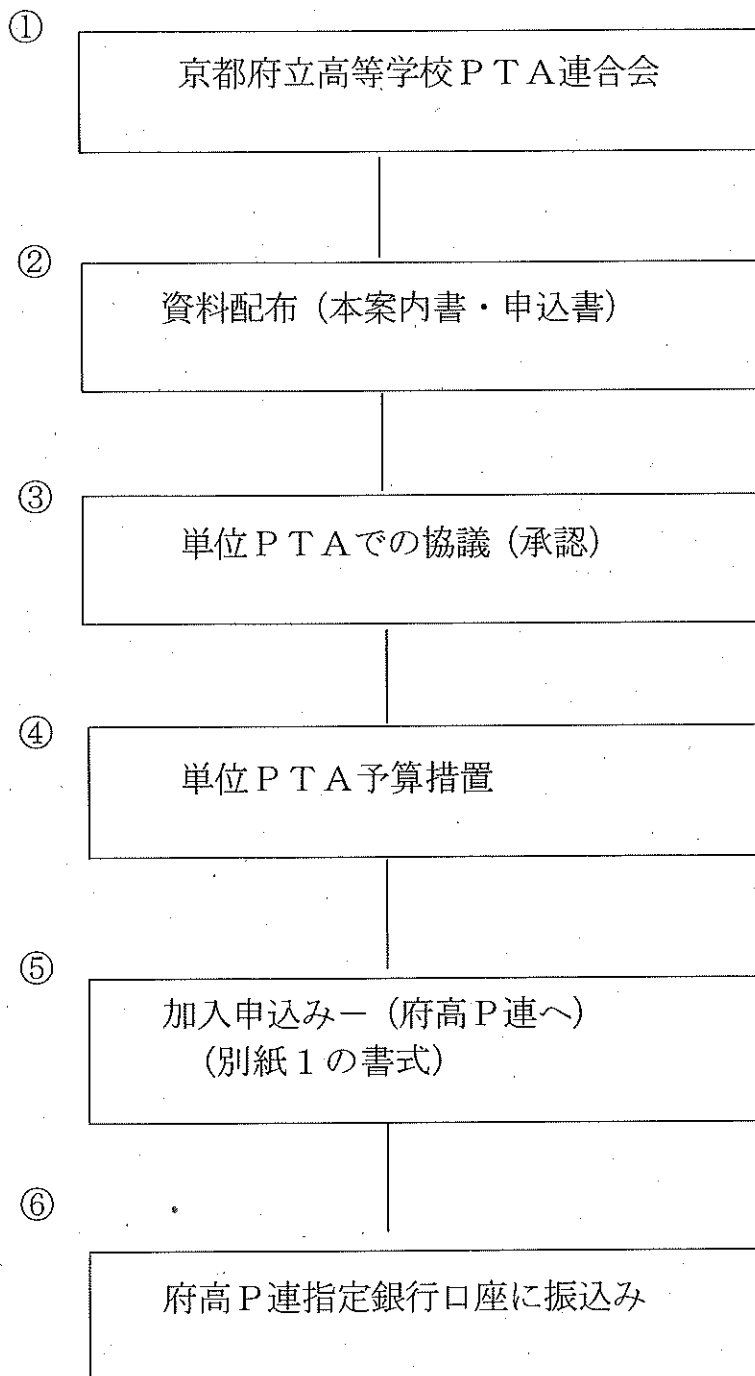 ①
京都府立高等学校ＰＴＡ連合会
②
資料配布（本案内書・申込書）
③
単位ＰＴＡでの協議（承認）
④
単位ＰＴＡ予算措置
⑤
加入申込み－（府高Ｐ連へ）
（別紙１の書式）
⑥
府高Ｐ連指定銀行口座に振込み